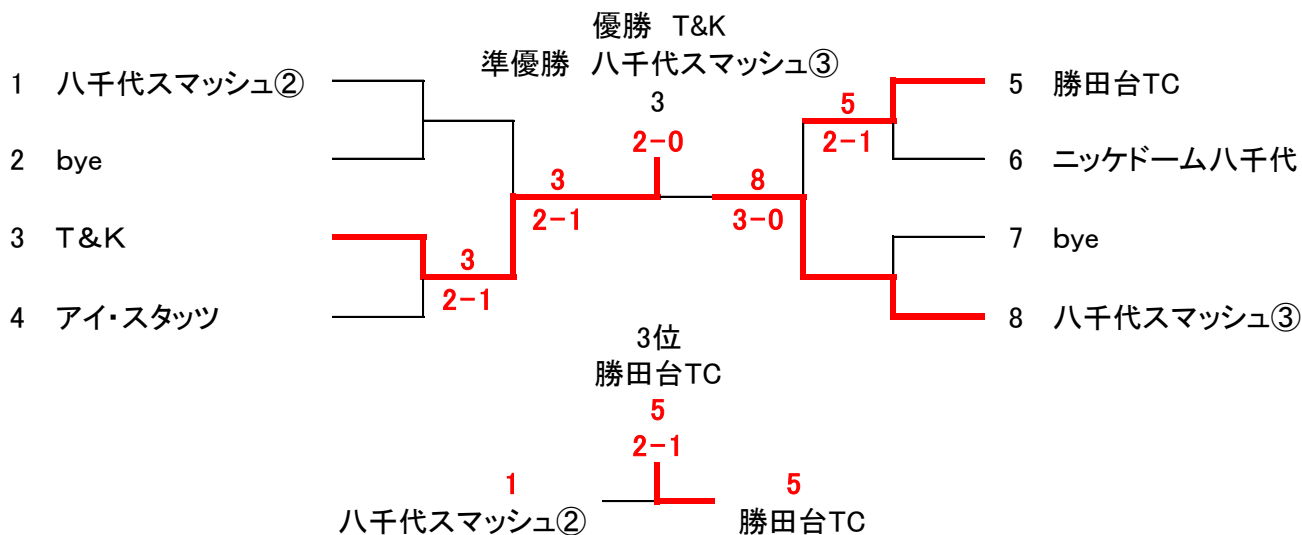 優勝 T&K
準優勝 八千代スマッシュ③
3
2-0
1 八千代スマッシュ②
2 bye
3 T&K
4 アイ・スタッツ
3
2-1
3
2-1
5
2-1
8
3-0
5 勝田台TC
6 ニッケドーム八千代
7 bye
8 八千代スマッシュ③
3位
勝田台TC
5
2-1
1
八千代スマッシュ②
5
勝田台TC